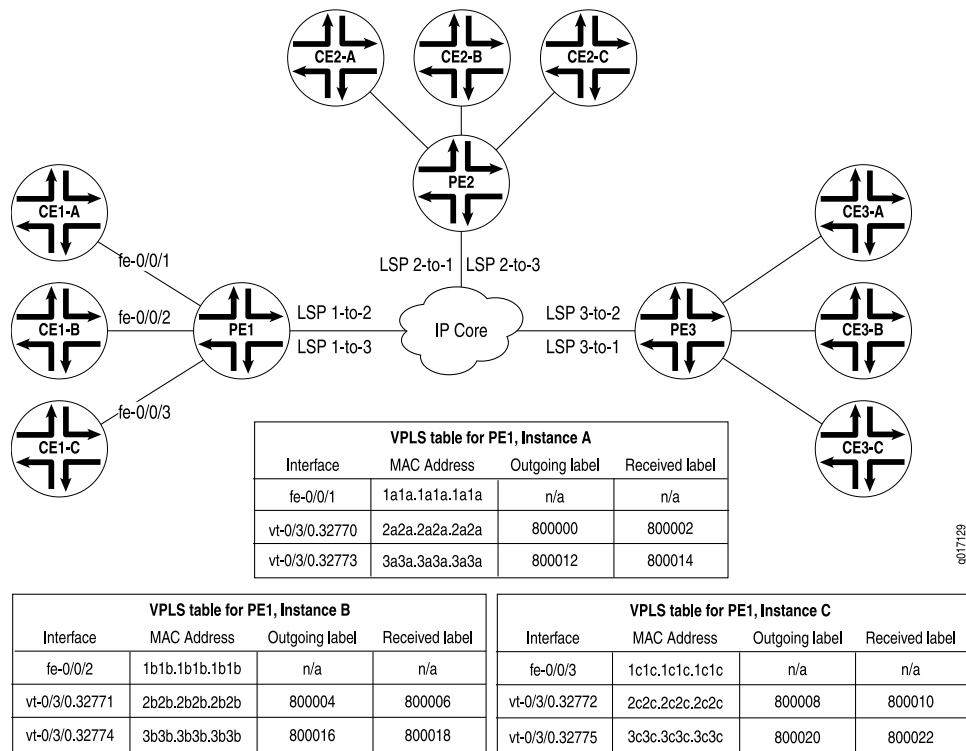 CE2-A
CE2-B
CE2-C
PE2
CE1-A
CE3-A
fe-0/0/1
LSP 2-to-1 LSP 2-to-3
CE1-B
fe-0/0/2
PE1
LSP 1-to-2
LSP 1-to-3
IP Core
LSP 3-to-2
LSP 3-to-1
PE3
CE3-B
fe-0/0/3
CE1-C
CE3-C
VPLS table for PE1, Instance A
Interface MAC Address Outgoing label Received label
fe-0/0/1 1a1a.1a1a.1a1a n/a n/a
vt-0/3/0.32770 2a2a.2a2a.2a2a 800000 800002
vt-0/3/0.32773 3a3a.3a3a.3a3a 800012 800014
g017129
VPLS table for PE1, Instance B
Interface MAC Address Outgoing label Received label
fe-0/0/2 1b1b.1b1b.1b1b n/a n/a
vt-0/3/0.32771 2b2b.2b2b.2b2b 800004 800006
vt-0/3/0.32774 3b3b.3b3b.3b3b 800016 800018
VPLS table for PE1, Instance C
Interface MAC Address Outgoing label Received label
fe-0/0/3 1c1c.1c1c.1c1c n/a n/a
vt-0/3/0.32772 2c2c.2c2c.2c2c 800008 800010
vt-0/3/0.32775 3c3c.3c3c.3c3c 800020 800022